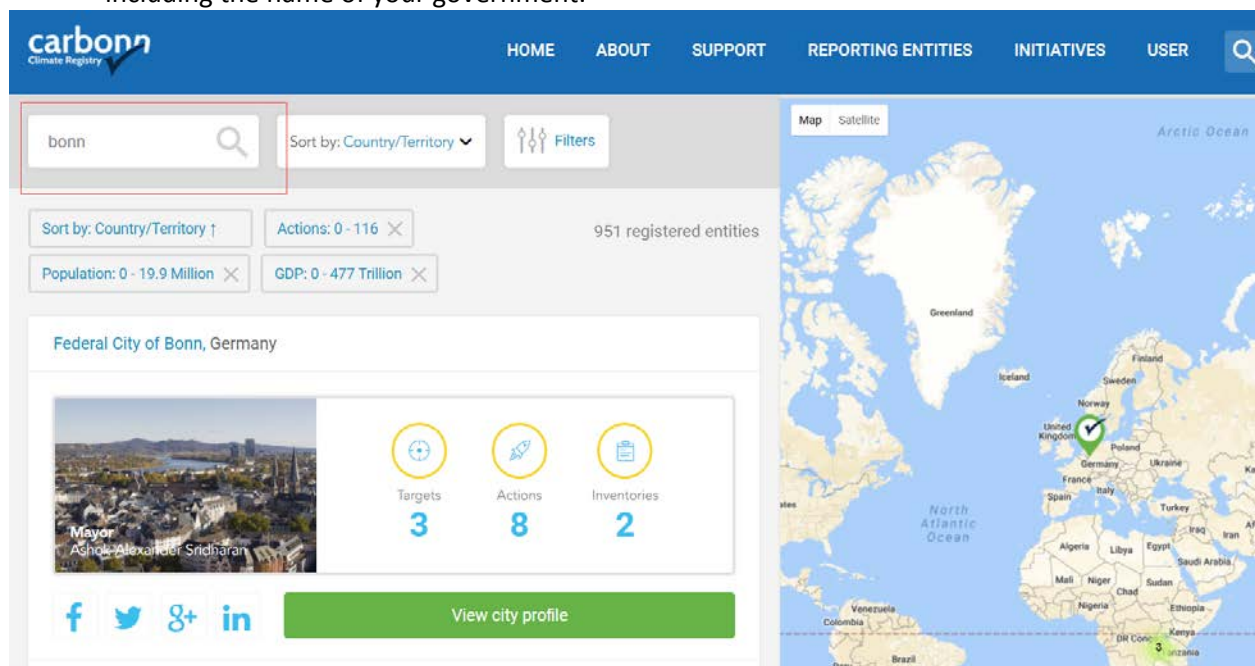 including the name of your government.
carbonn
Climate Registry
HOME ABOUT SUPPORT REPORTING ENTITIES INITIATIVES USER
bonn
Sort by: Country/Territory
Filters
Sort by: Country/Territory ↑
Actions: 0 - 116
951 registered entities
Population: 0 - 19.9 Million
GDP: 0 - 477 Trillion
Federal City of Bonn, Germany
Mayor
Ashok-Alexander Sridharan
Targets
3
Actions
8
Inventories
2
f g+ in
View city profile
Map Satellite
Arctic Ocean
Greenland
Iceland
Finland
Sweden
Norway
United
Kingdom
Poland
Germany
Ukraine
France
Italy
Spain
Turkey
North
Atlantic
Ocean
Iraq
Iran
Algeria
Libya
Egypt
Saudi Arabia
Mali
Niger
Sudan
Chad
Nigeria
Ethiopia
Venezuela
Colombia
Kenya
3
Brazil